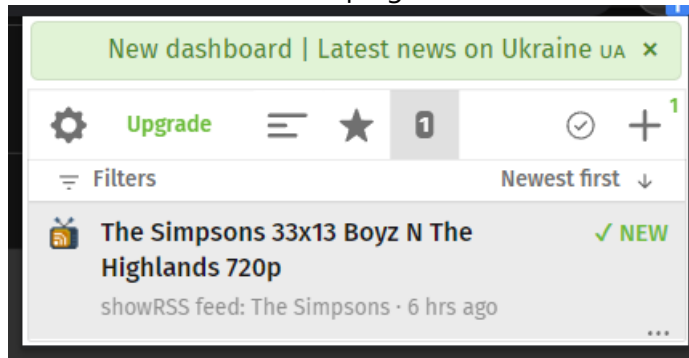 New dashboard | Latest news on Ukraine UA ×
Upgrade
1
1
Filters
Newest first ↓
The Simpsons 33x13 Boyz N The
Highlands 720p
✓ NEW
showRSS feed: The Simpsons · 6 hrs ago
...